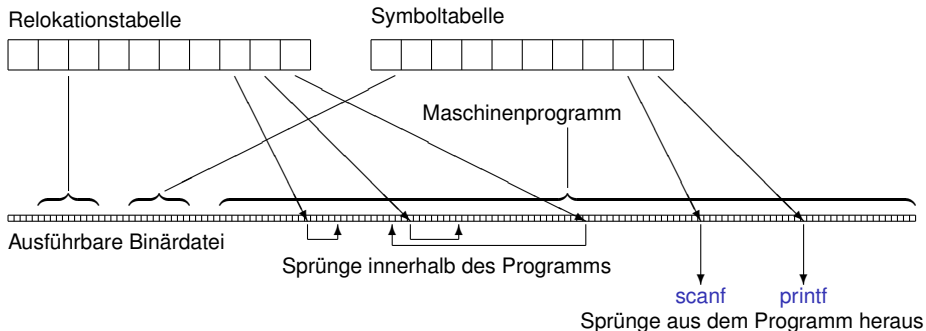 Relokationstabelle
Symboltabelle
Maschinenprogramm
Ausführbare Binärdatei
Sprünge innerhalb des Programms
scanf
printf
Sprünge aus dem Programm heraus